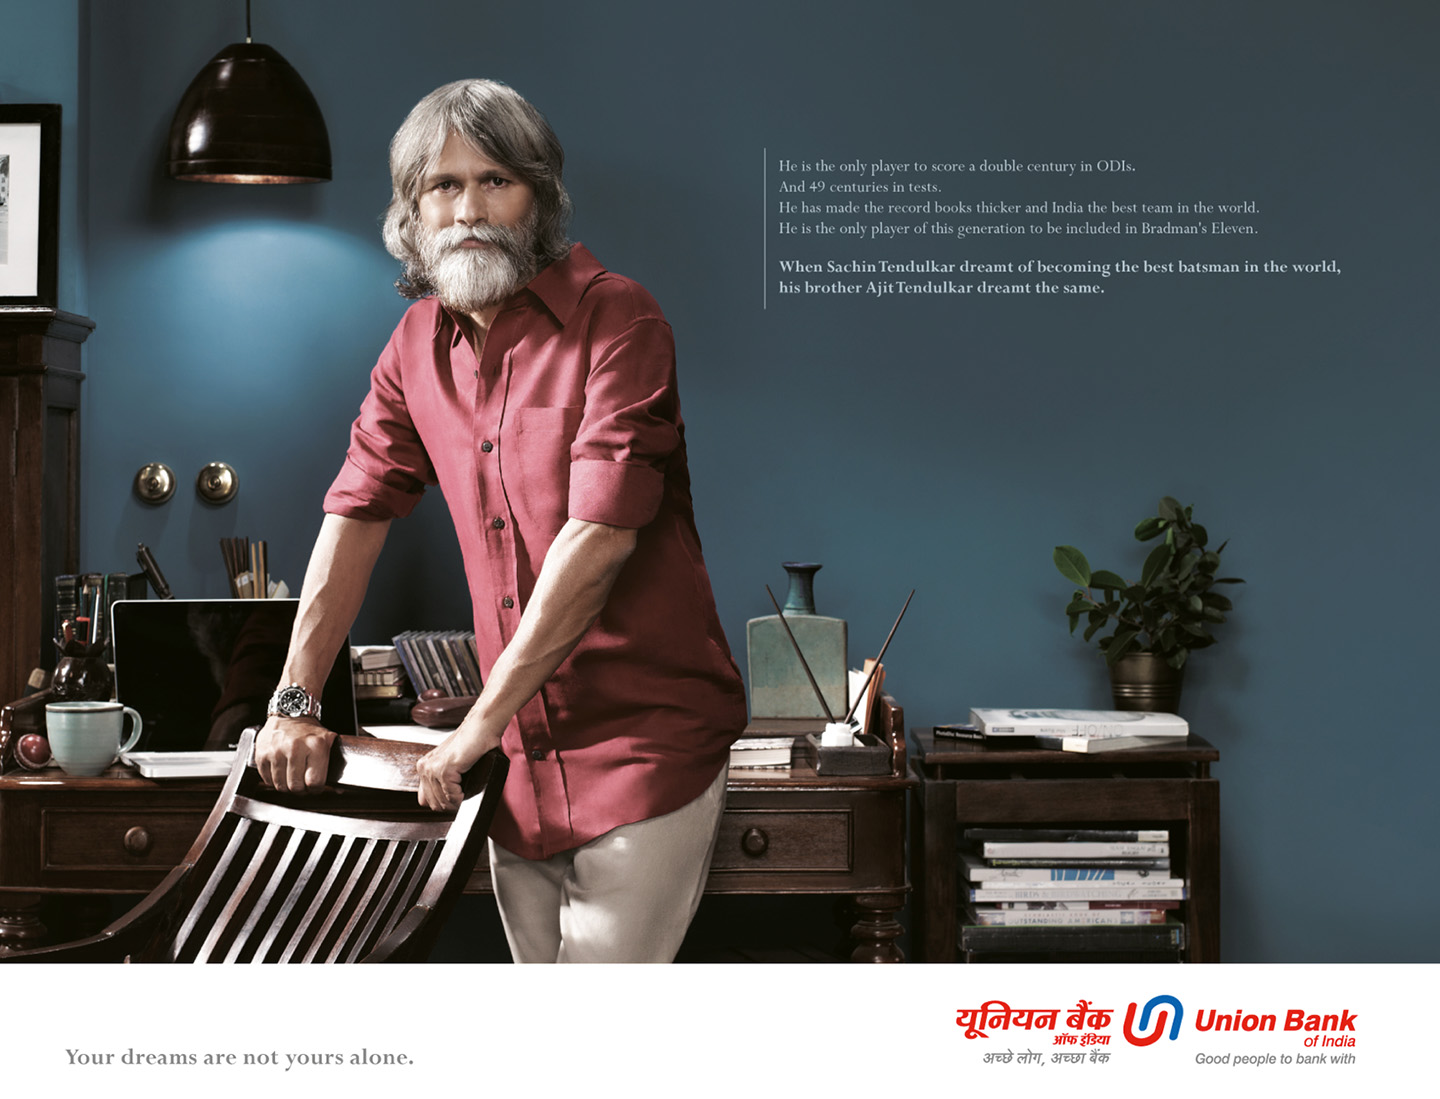 He is the only player to score a double century in ODIs.
And 49 centuries in tests.
He has made the record books thicker and India the best team in the world.
He is the only player of this generation to be included in Bradman's Eleven.
When Sachin Tendulkar dreamt of becoming the best batsman in the world,
his brother Ajit Tendulkar dreamt the same.
OUTSTANDING AMERICAN
Your dreams are not yours alone.
यूनियन बैंक
ऑफ इंडिया
अच्छे लोग, अच्छा बैंक
Union Bank
of India
Good people to bank with